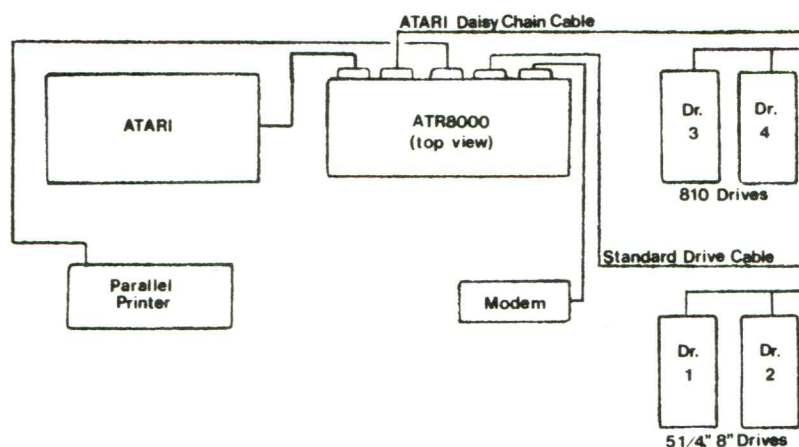 ATARI Daisy Chain Cable
ATARI
ATR8000
(top view)
Dr.
3
Dr.
4
810 Drives
Standard Drive Cable
Parallel
Printer
Modem
Dr.
1
Dr.
2
51/4" 8" Drives